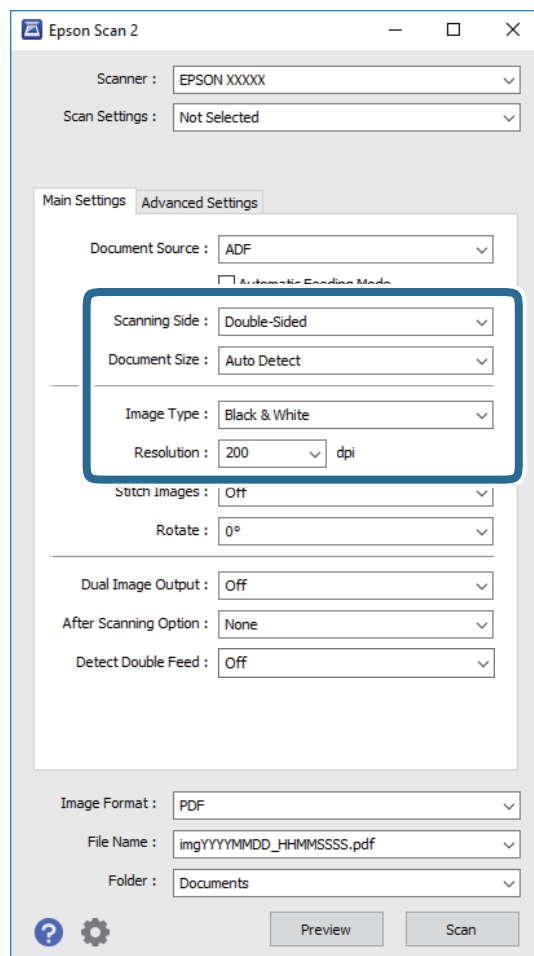 Epson Scan 2
Scanner : EPSON XXXXX
Scan Settings : Not Selected
Main Settings Advanced Settings
Document Source : ADF
Automatic Feeding Mode
Scanning Side : Double-Sided
Document Size : Auto Detect
Image Type : Black & White
Resolution : 200 dpi
Stitch Images : Off
Rotate : 0°
Dual Image Output : Off
After Scanning Option : None
Detect Double Feed : Off
Image Format : PDF
File Name : imgYYYYMMDD_HHMMSSSS.pdf
Folder : Documents
? Preview Scan